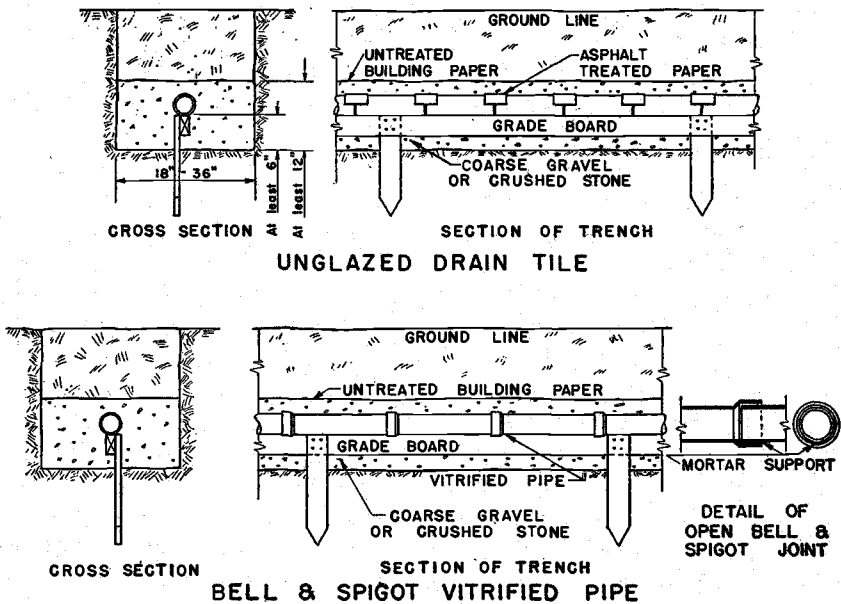 GROUND LINE
UNTREATED
BUILDING PAPER
ASPHALT
TREATED PAPER
GRADE BOARD
18" - 36"
At least 6"
At least 12"
COARSE GRAVEL
OR CRUSHED STONE
CROSS SECTION
SECTION OF TRENCH
UNGLAZED DRAIN TILE
GROUND LINE
UNTREATED BUILDING PAPER
GRADE BOARD
VITRIFIED PIPE
MORTAR
SUPPORT
COARSE GRAVEL
OR CRUSHED STONE
DETAIL OF
OPEN BELL &
SPIGOT JOINT
CROSS SECTION
SECTION OF TRENCH
BELL & SPIGOT VITRIFIED PIPE